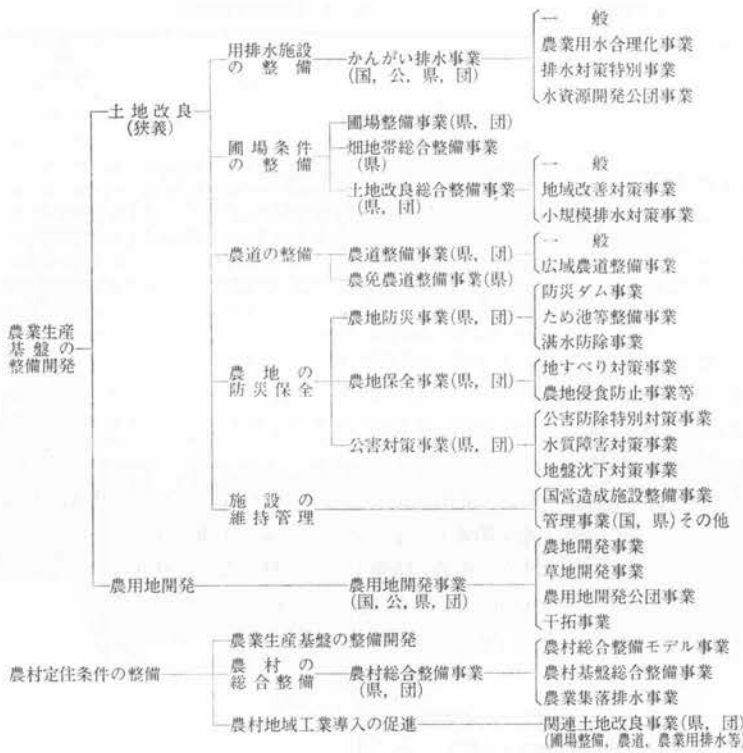 農業生産
基盤の
整備開発
土地改良
(狭義)
用排水施設
の整備
かんがい排水事業
(国, 公, 県, 団)
一般
農業用水合理化事業
排水対策特別事業
水資源開発公団事業
圃場条件
の整備
圃場整備事業(県, 団)
畑地帯総合整備事業
(県)
土地改良総合整備事業
(県, 団)
一般
地域改善対策事業
小規模排水対策事業
農道の整備
農道整備事業(県, 団)
一般
広域農道整備事業
農免農道整備事業(県)
農地の
防災保全
農地防災事業(県, 団)
防災ダム事業
ため池等整備事業
湛水防除事業
農地保全事業(県, 団)
地すべり対策事業
農地侵食防止事業等
公害対策事業(県, 団)
公害防除特別対策事業
水質障害対策事業
地盤沈下対策事業
施設の
維持管理
国営造成施設整備事業
管理事業(国, 県)その他
農用地開発
農用地開発事業
(国, 公, 県, 団)
農地開発事業
草地開発事業
農用地開発公団事業
干拓事業
農村定住条件の整備
農業生産基盤の整備開発
農村の
総合整備
農村総合整備事業
(県, 団)
農村総合整備モデル事業
農村基盤総合整備事業
農業集落排水事業
農村地域工業導入の促進
関連土地改良事業(県, 団)
(圃場整備, 農道, 農業用排水等)